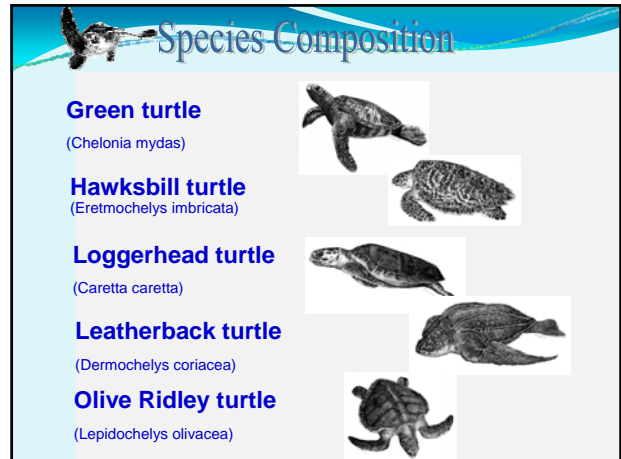 Species Composition
Green turtle
(Chelonia mydas)
Hawksbill turtle
(Eretmochelys imbricata)
Loggerhead turtle
(Caretta caretta)
Leatherback turtle
(Dermochelys coriacea)
Olive Ridley turtle
(Lepidochelys olivacea)